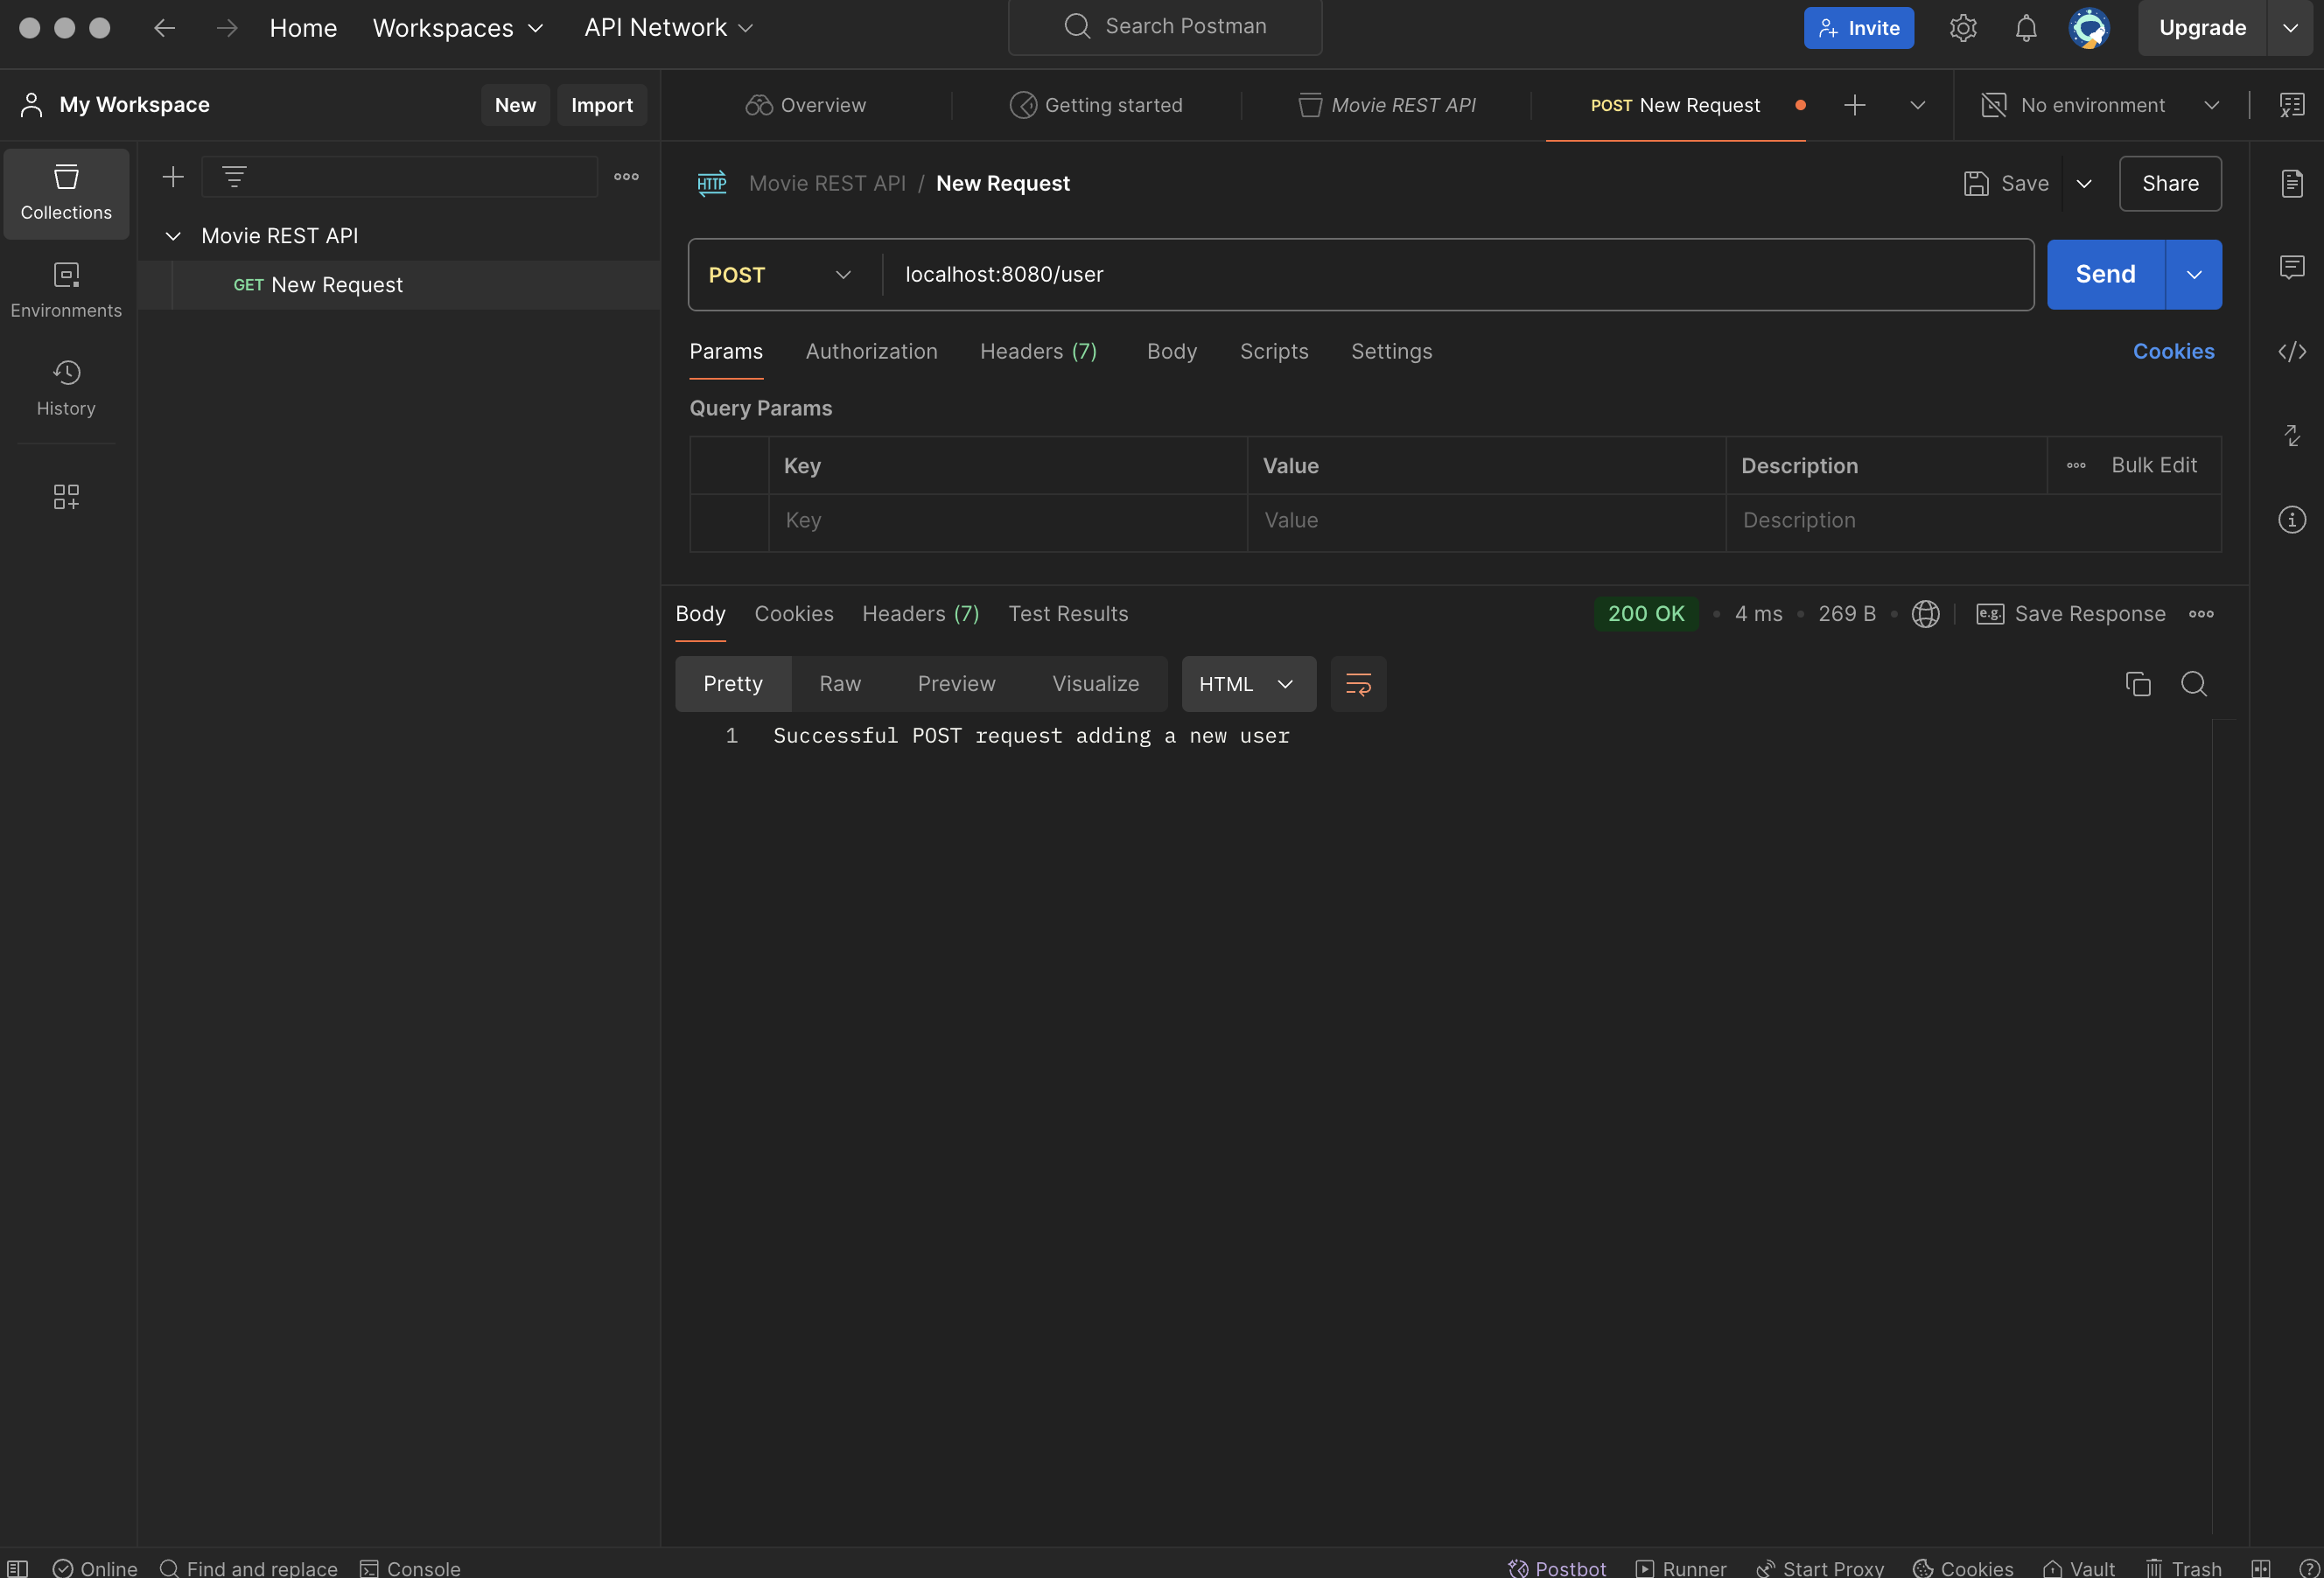 Home Workspaces API Network Search Postman Invite Upgrade
My Workspace New Import Overview Getting started Movie REST API POST New Request No environment
Collections
Environments
History
Movie REST API
GET New Request
HTTP Movie REST API / New Request Save Share
POST localhost:8080/user Send
Params Authorization Headers (7) Body Scripts Settings Cookies
Query Params
Key Value Description Bulk Edit
Key Value Description
Body Cookies Headers (7) Test Results 200 OK • 4 ms • 269 B • e.g. Save Response
Pretty Raw Preview Visualize HTML
1 Successful POST request adding a new user
Online Find and replace Console Postbot Runner Start Proxy Cookies Vault Trash